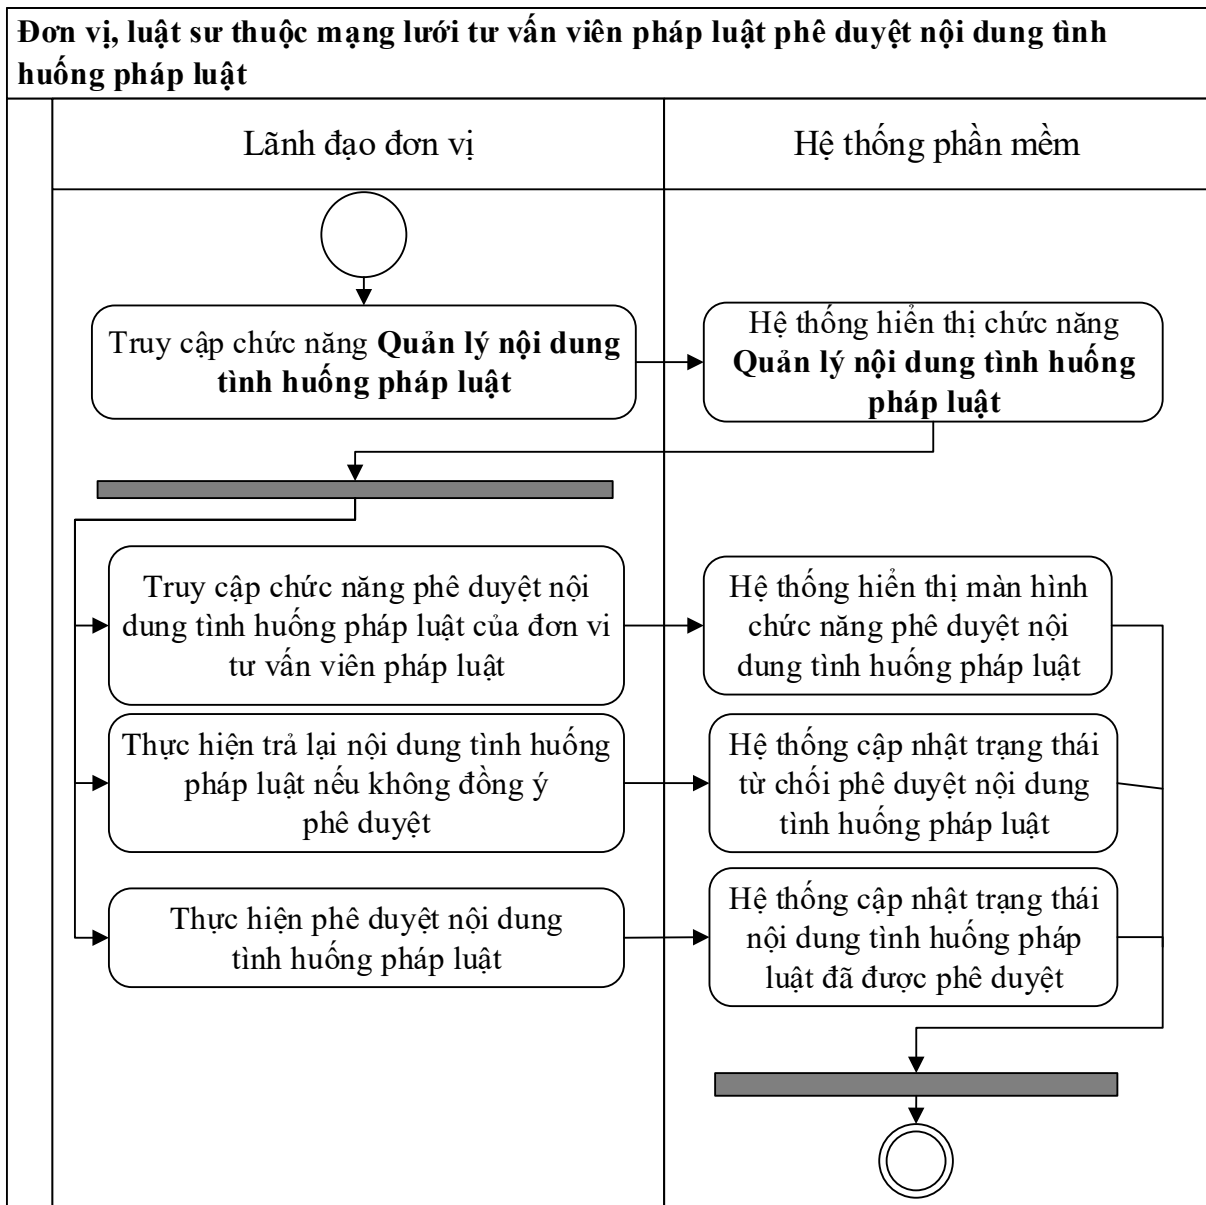 Đơn vị, luật sư thuộc mạng lưới tư vấn viên pháp luật phê duyệt nội dung tình
huống pháp luật
Lãnh đạo đơn vị
Hệ thống phần mềm
Truy cập chức năng Quản lý nội dung
tình huống pháp luật
Hệ thống hiển thị chức năng
Quản lý nội dung tình huống
pháp luật
Truy cập chức năng phê duyệt nội
dung tình huống pháp luật của đơn vi
tư vấn viên pháp luật
Hệ thống hiển thị màn hình
chức năng phê duyệt nội
dung tình huống pháp luật
Thực hiện trả lại nội dung tình huống
pháp luật nếu không đồng ý
phê duyệt
Hệ thống cập nhật trạng thái
từ chối phê duyệt nội dung
tình huống pháp luật
Thực hiện phê duyệt nội dung
tình huống pháp luật
Hệ thống cập nhật trạng thái
nội dung tình huống pháp
luật đã được phê duyệt